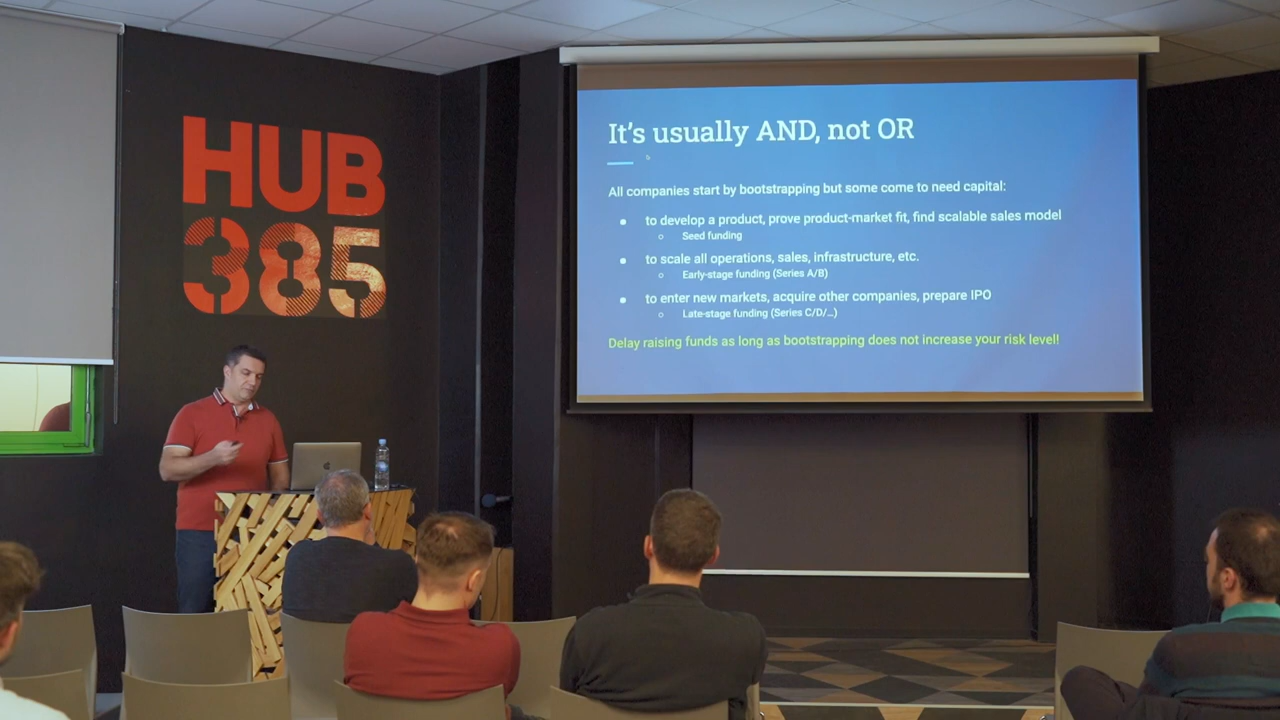 HUB
385
It's usually AND, not OR
All companies start by bootstrapping but some come to need capital:
● to develop a product, prove product-market fit, find scalable sales model
○ Seed funding
● to scale all operations, sales, infrastructure, etc.
○ Early-stage funding (Series A/B)
● to enter new markets, acquire other companies, prepare IPO
○ Late-stage funding (Series C/D/…)
Delay raising funds as long as bootstrapping does not increase your risk level!